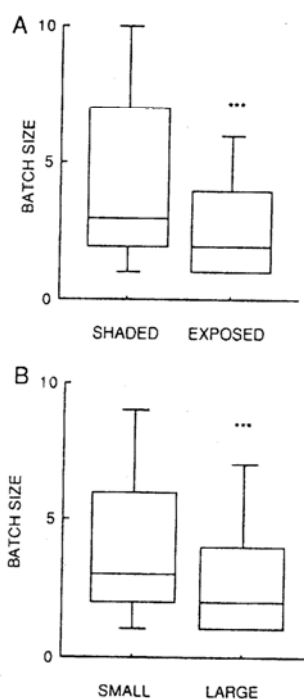 A
10
5
0
BATCH SIZE
***
SHADED EXPOSED
B
10
5
0
BATCH SIZE
***
SMALL LARGE